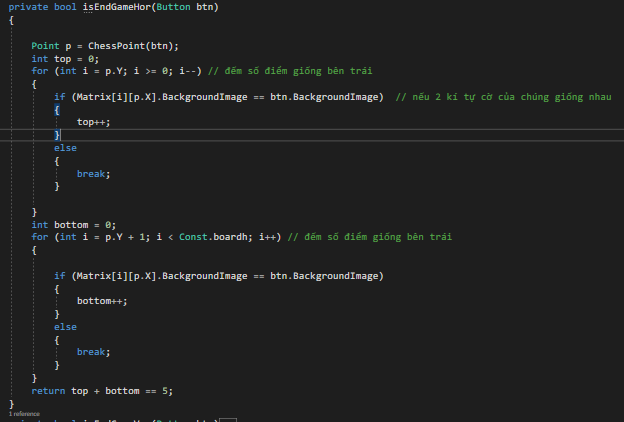 private bool isEndGameHor(Button btn)
{
Point p = ChessPoint(btn);
int top = 0;
for (int i = p.Y; i >= 0; i--) // đếm số điểm giống bên trái
{
if (Matrix[i][p.X].BackgroundImage == btn.BackgroundImage) // nếu 2 kí tự cờ của chúng giống nhau
{
top++;
}
else
{
break;
}
}
int bottom = 0;
for (int i = p.Y + 1; i < Const.boardh; i++) // đếm số điểm giống bên trái
{
if (Matrix[i][p.X].BackgroundImage == btn.BackgroundImage)
{
bottom++;
}
else
{
break;
}
}
return top + bottom == 5;
}
1 reference